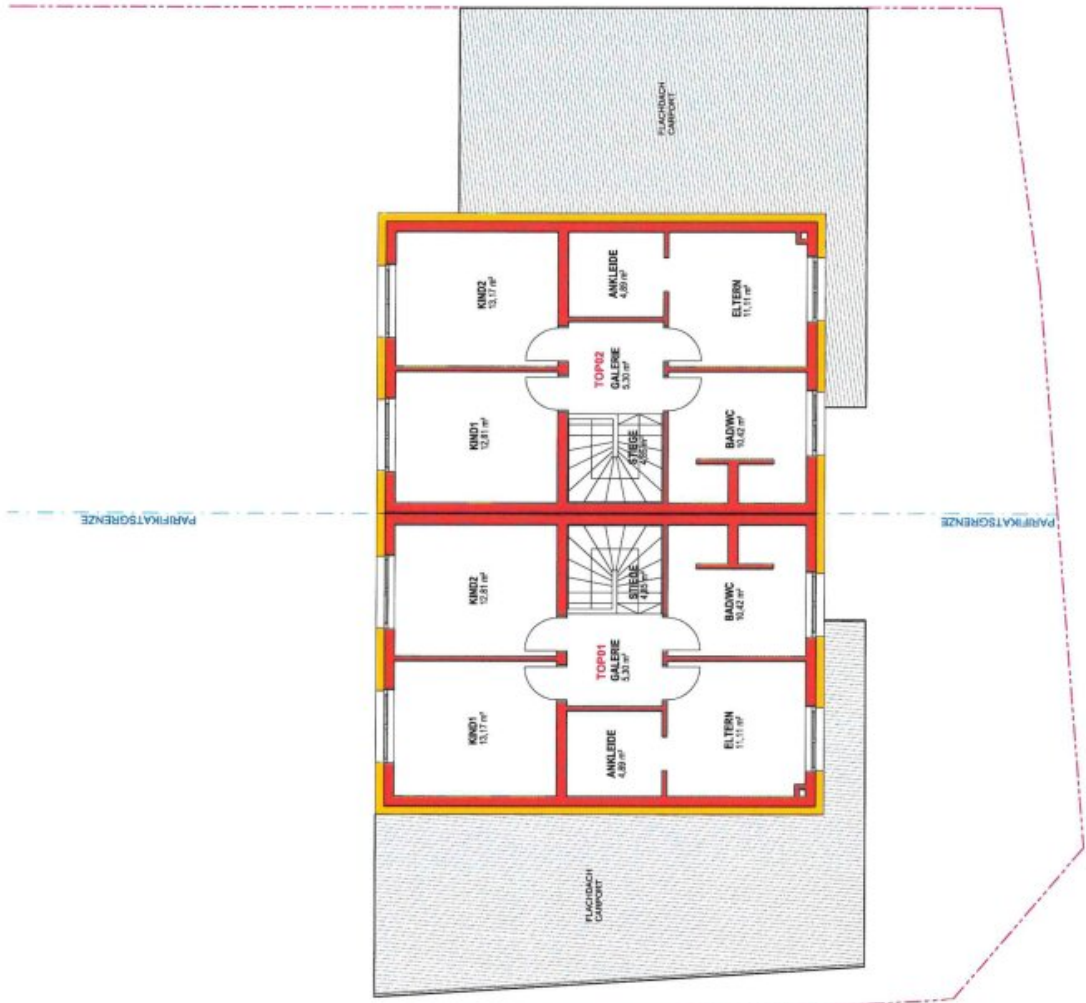 FLACHDACH
CARPORT
KIND2
13,17 m²
ANKLEIDE
4,89 m²
ELTERN
11,11 m²
TOP02
GALERIE
5,30 m²
KIND1
12,81 m²
STIEGE
BAD/WC
10,42 m²
PARIFIKATSGRENZE
PARIFIKATSGRENZE
KIND2
12,81 m²
STIEGE
BAD/WC
10,42 m²
TOP01
GALERIE
5,30 m²
KIND1
13,17 m²
ANKLEIDE
4,89 m²
ELTERN
11,11 m²
FLACHDACH
CARPORT